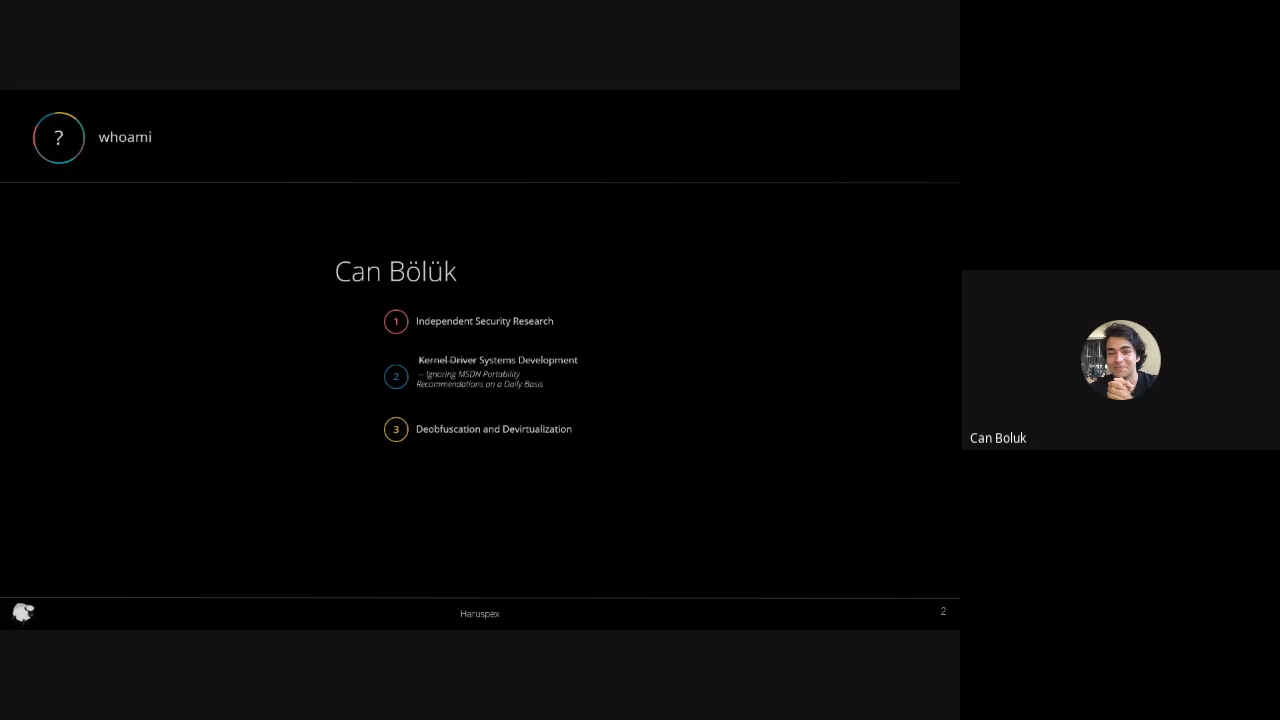 ?
whoami
Can Bölük
1
Independent Security Research
Kernel Driver Systems Development
2
– Ignoring MSDN Portability
Recommendations on a Daily Basis
3
Deobfuscation and Devirtualization
Can Boluk
Haruspex
2